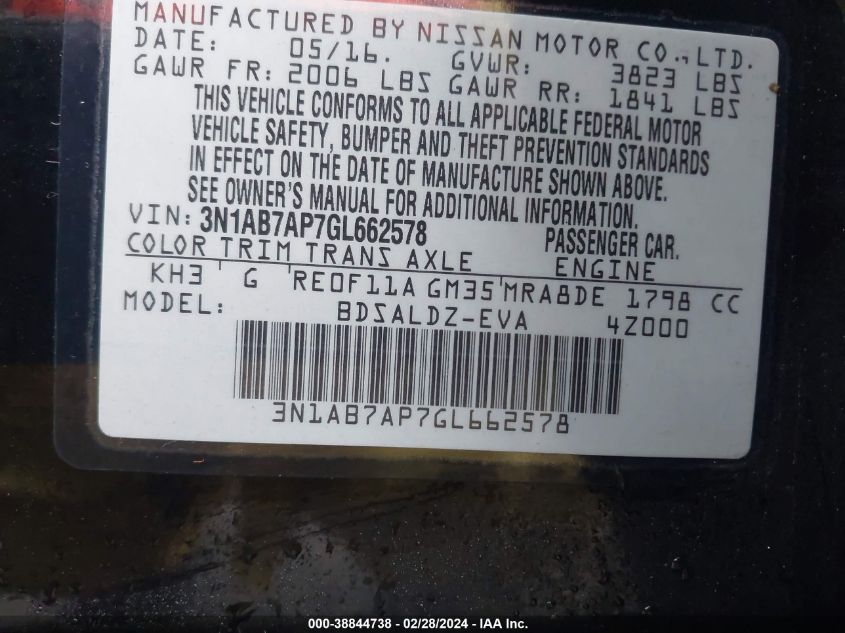 MANUFACTURED BY NISSAN MOTOR CO., LTD.
DATE: 05/16. GVWR: 3823 LBS
GAWR FR: 2006 LBS GAWR RR: 1841 LBS
THIS VEHICLE CONFORMS TO ALL APPLICABLE FEDERAL MOTOR
VEHICLE SAFETY, BUMPER AND THEFT PREVENTION STANDARDS
IN EFFECT ON THE DATE OF MANUFACTURE SHOWN ABOVE.
SEE OWNER'S MANUAL FOR ADDITIONAL INFORMATION.
VIN: 3N1AB7AP7GL662578 PASSENGER CAR.
COLOR TRIM TRANS AXLE ENGINE
KH3 G RE0F11A GM35 MRA8DE 1798 CC
MODEL: BDSALDZ-EVA 4Z000
3N1AB7AP7GL662578
000-38844738 - 02/28/2024 - IAA Inc.